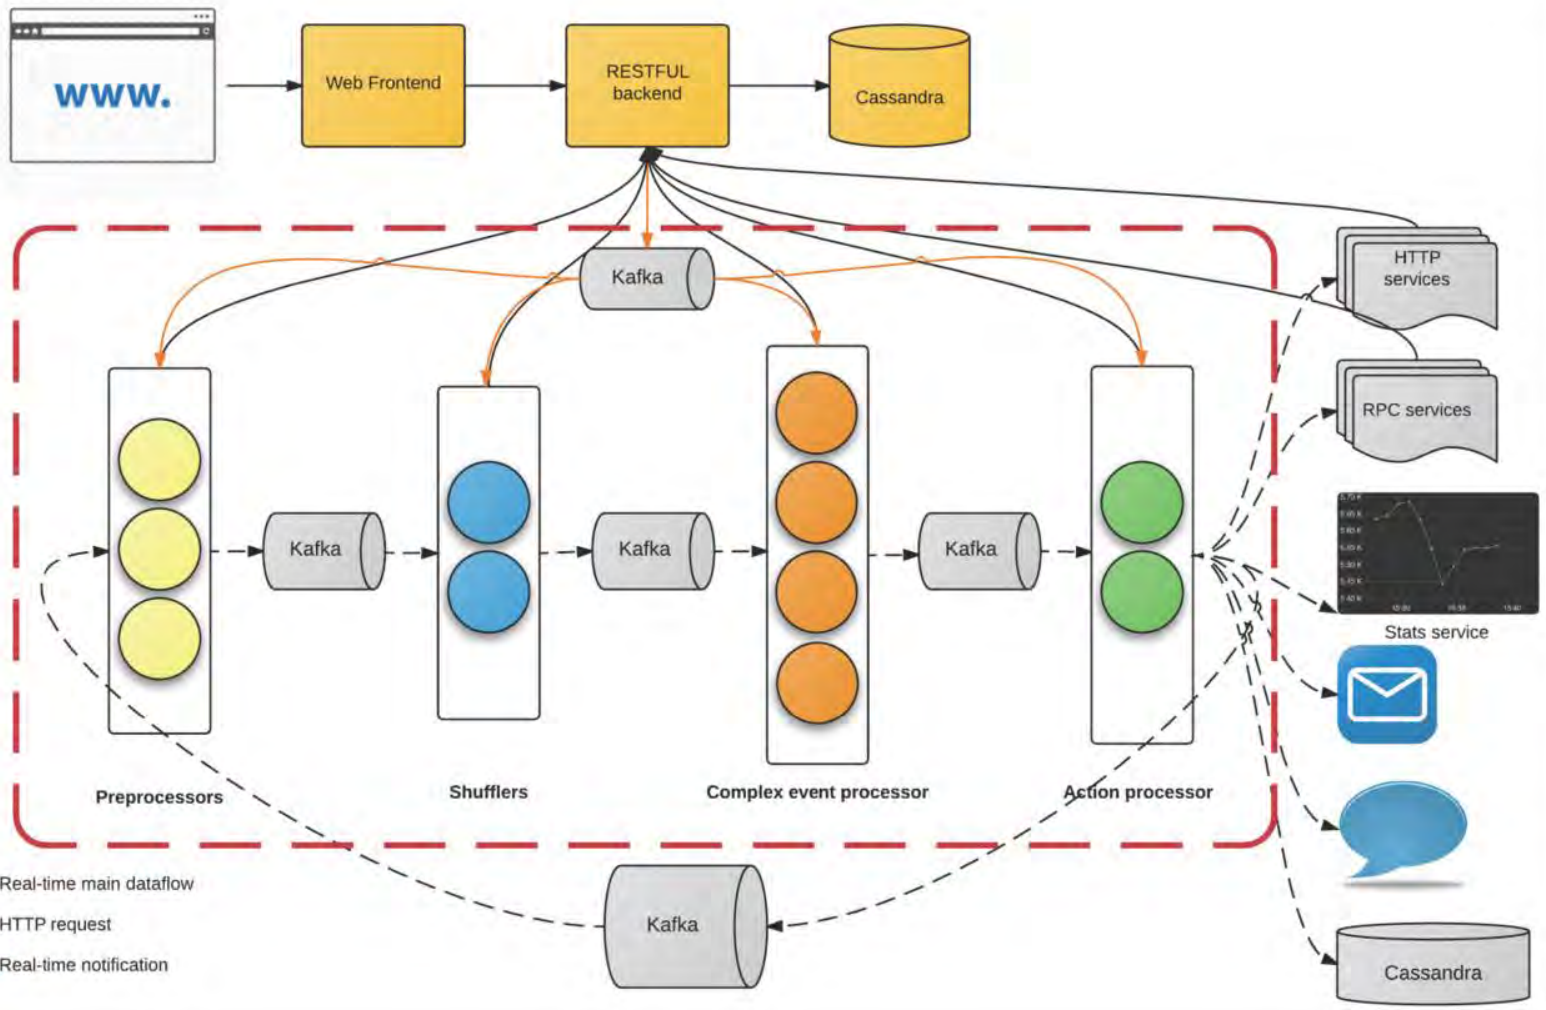 www.
Web Frontend
RESTFUL
backend
Cassandra
Kafka
HTTP
services
RPC services
Kafka
Kafka
Kafka
Stats service
Preprocessors
Shufflers
Complex event processor
Action processor
Real-time main dataflow
HTTP request
Real-time notification
Kafka
Cassandra